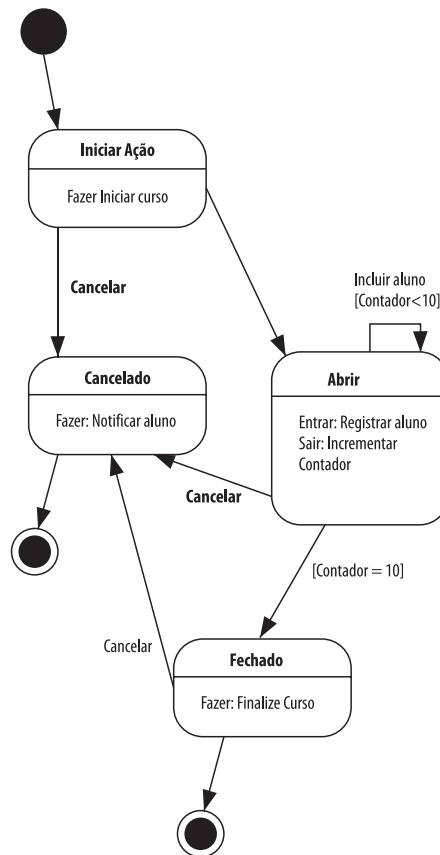 Iniciar Ação
Fazer Iniciar curso
Cancelar
Incluir aluno
[Contador<10]
Cancelado
Fazer: Notificar aluno
Abrir
Entrar: Registrar aluno
Sair: Incrementar
Contador
Cancelar
[Contador = 10]
Cancelar
Fechado
Fazer: Finalize Curso